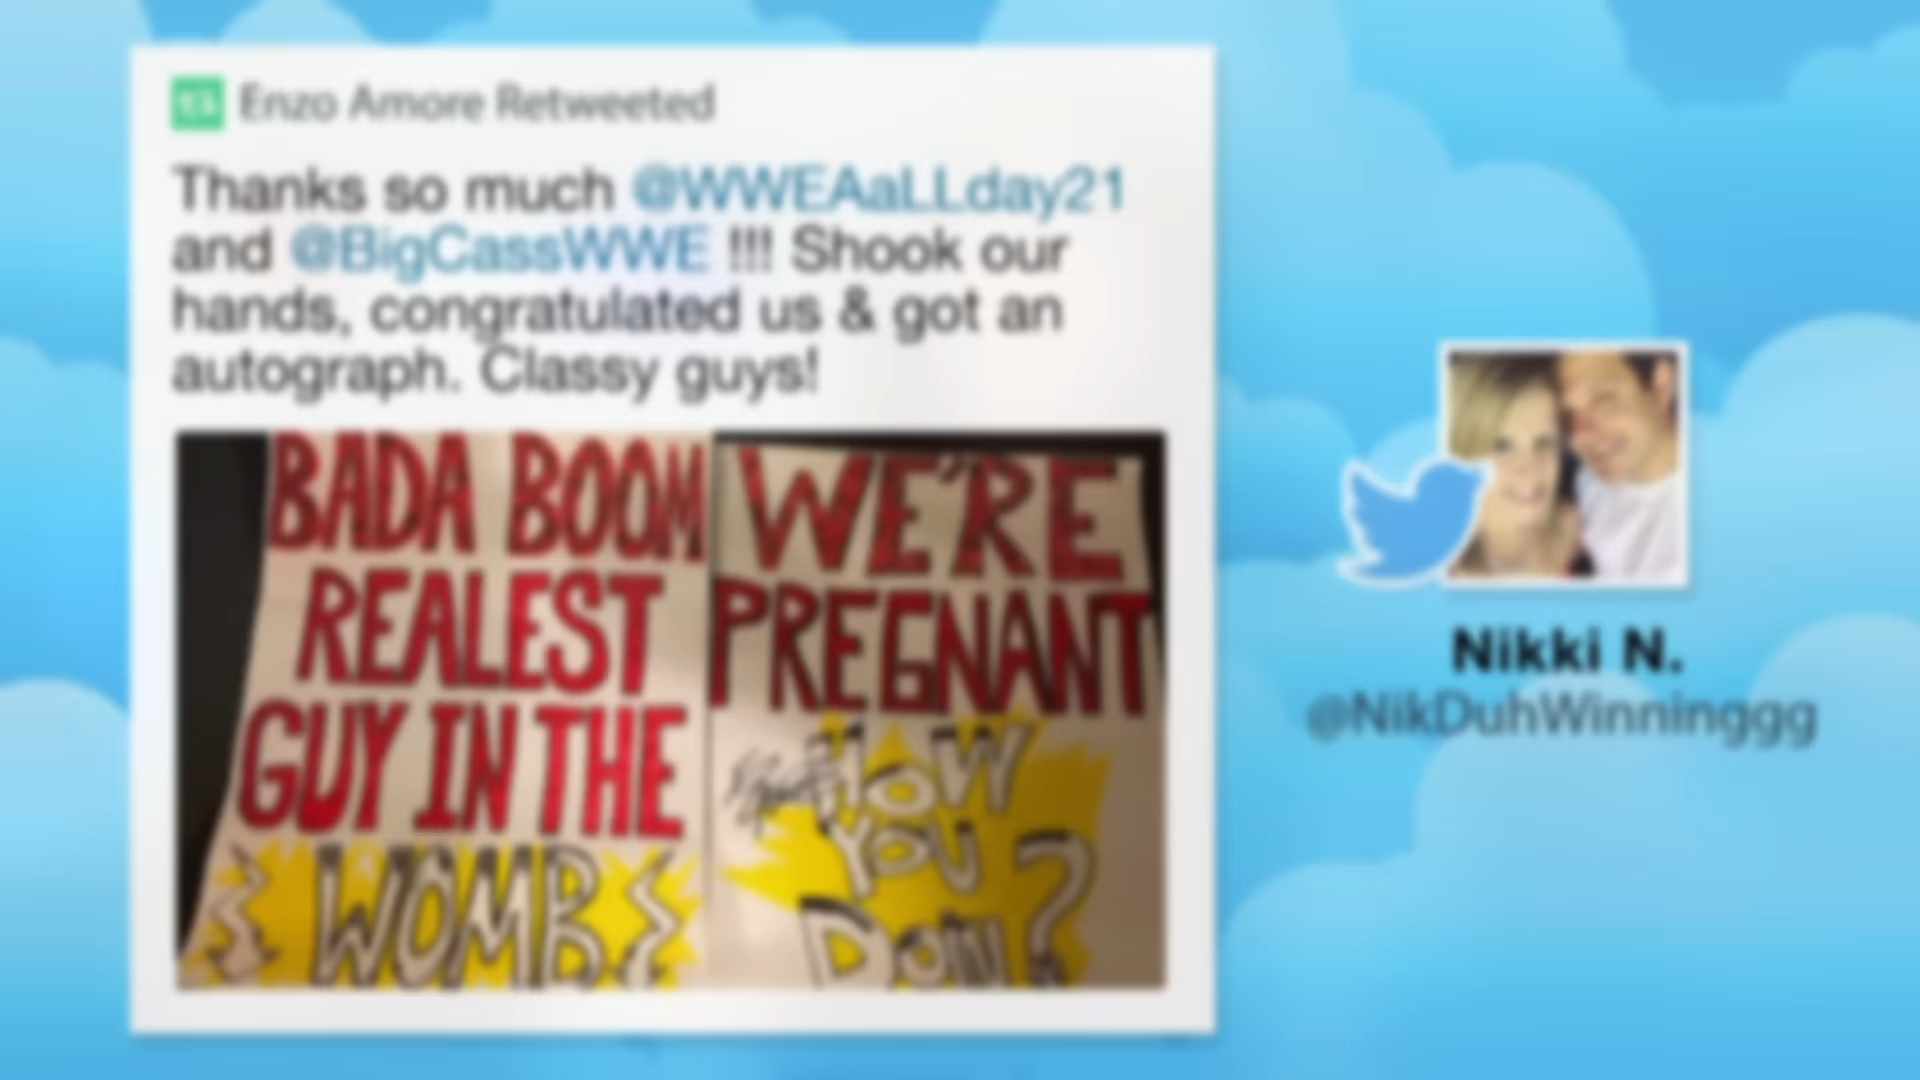 Enzo Amore Retweeted
Thanks so much @WWEAaLLday21
and @BigCassWWE !!! Shook our
hands, congratulated us & got an
autograph. Classy guys!
BADA BOOM
REALEST
GUY IN THE
WOMB
WE'RE
PREGNANT
HOW
YOU
DOIN?
Nikki N.
@NikDuhWinninggg